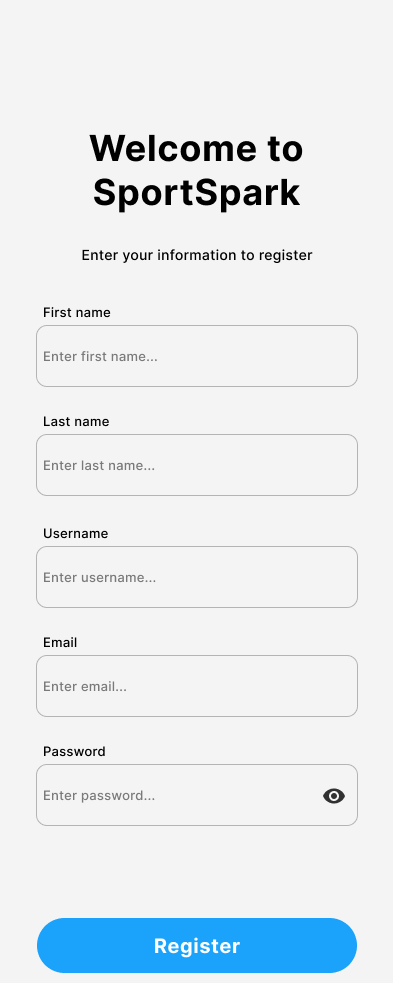 Welcome to
SportSpark
Enter your information to register
First name
Enter first name...
Last name
Enter last name...
Username
Enter username...
Email
Enter email...
Password
Enter password...
Register